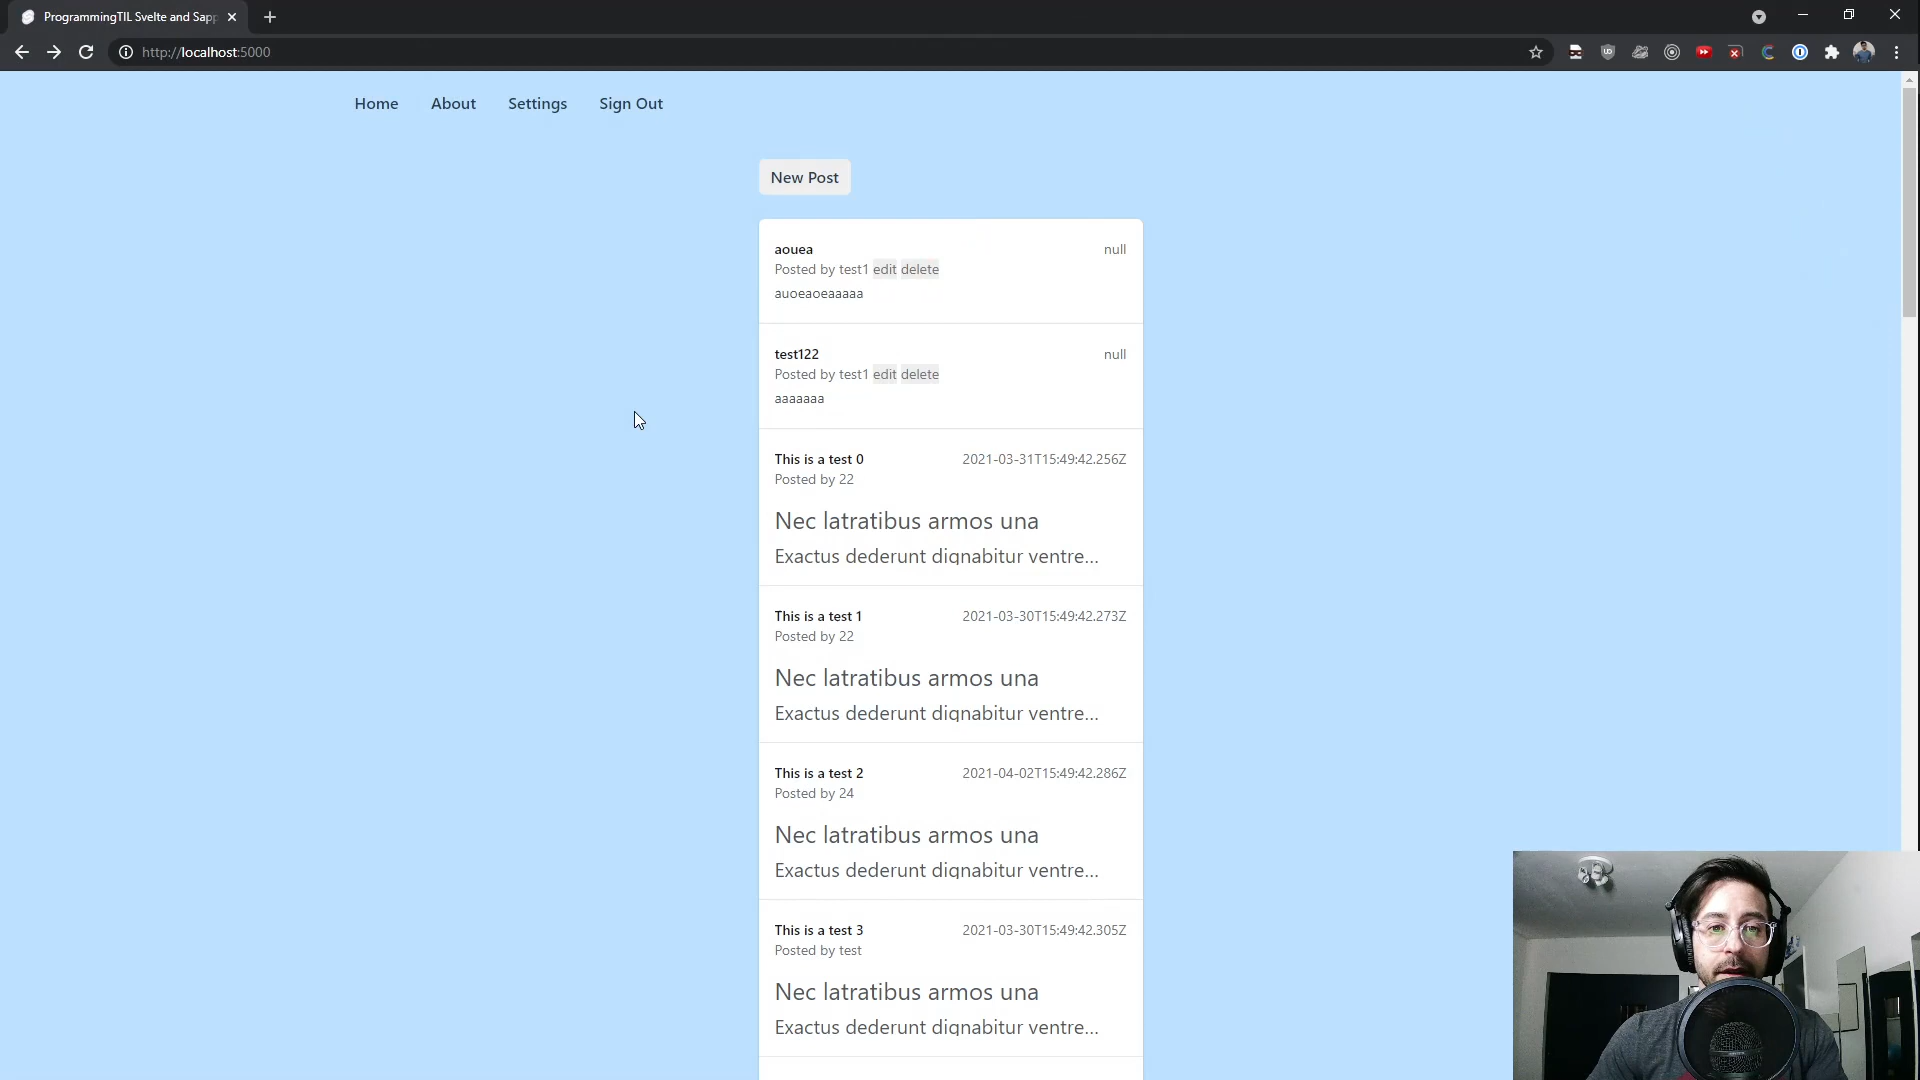 ProgrammingTIL Svelte and Sapp
http://localhost:5000
Home About Settings Sign Out
New Post
aouea null
Posted by test1 edit delete
auoeaoeaaaaa
test122 null
Posted by test1 edit delete
aaaaaaa
This is a test 0 2021-03-31T15:49:42.256Z
Posted by 22
Nec latratibus armos una
Exactus dederunt dignabitur ventre...
This is a test 1 2021-03-30T15:49:42.273Z
Posted by 22
Nec latratibus armos una
Exactus dederunt dignabitur ventre...
This is a test 2 2021-04-02T15:49:42.286Z
Posted by 24
Nec latratibus armos una
Exactus dederunt dignabitur ventre...
This is a test 3 2021-03-30T15:49:42.305Z
Posted by test
Nec latratibus armos una
Exactus dederunt dignabitur ventre...